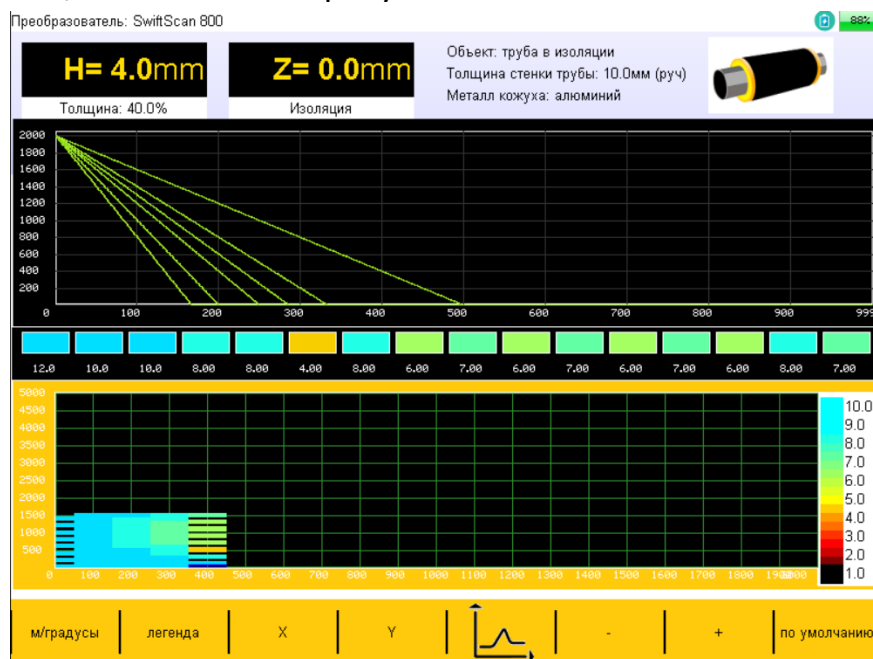 Преобразователь: SwiftScan 800
88%
H= 4.0mm
Толщина: 40.0%
Z= 0.0mm
Изоляция
Объект: труба в изоляции
Толщина стенки трубы: 10.0мм (руч)
Металл кожуха: алюминий
2000
1800
1600
1400
1200
1000
800
600
400
200
0 100 200 300 400 500 600 700 800 900 999
12.0 10.0 10.0 8.00 8.00 4.00 8.00 6.00 7.00 6.00 7.00 6.00 7.00 6.00 8.00 7.00
5000
4500
4000
3500
3000
2500
2000
1500
1000
500
0 100 200 300 400 500 600 700 800 900 1000 1100 1200 1300 1400 1500 1600 1700 1800
10.0
9.0
8.0
7.0
6.0
5.0
4.0
3.0
2.0
1.0
м/градусы легенда X Y - + по умолчанию